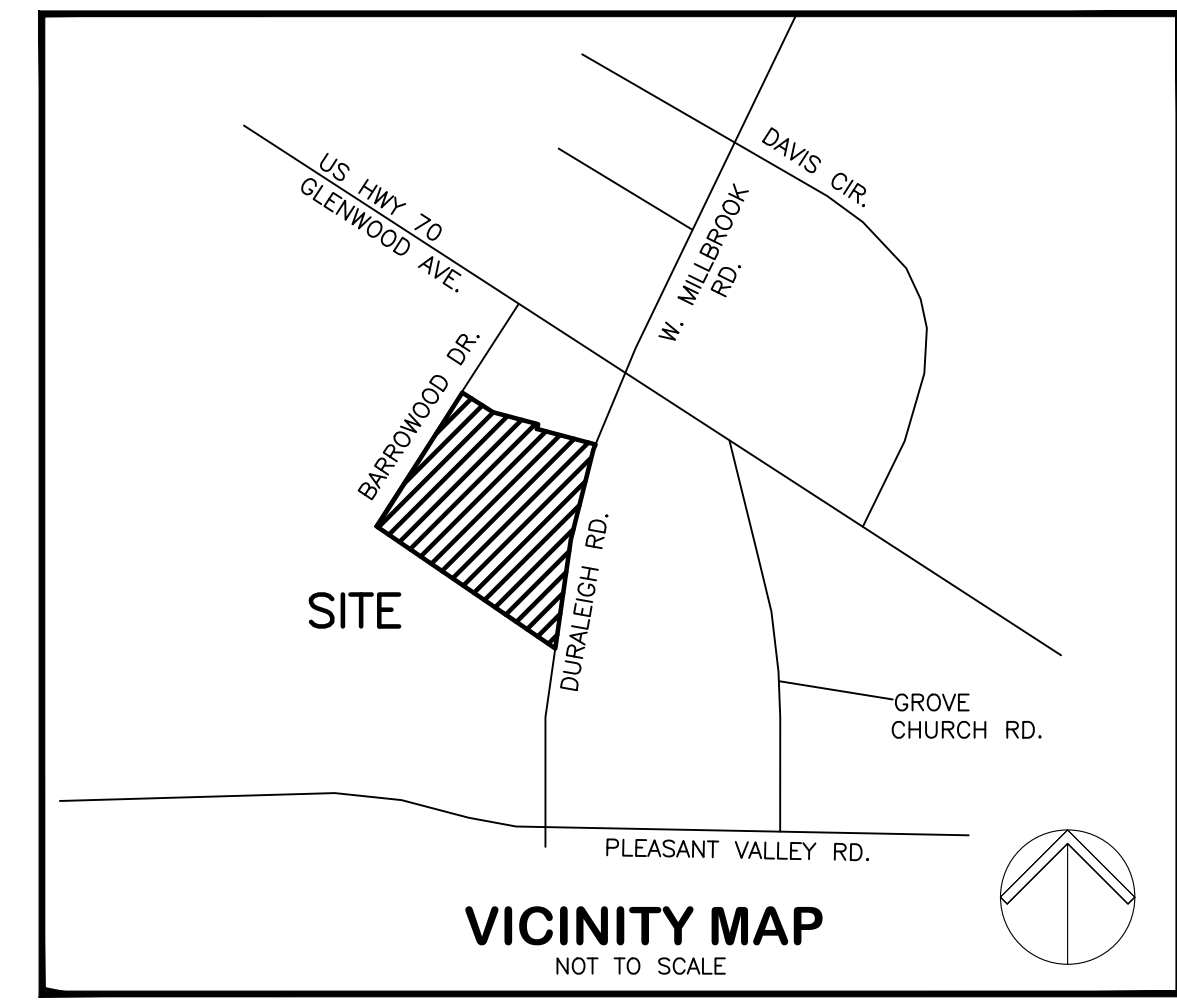 DAVIS CIR.
US HWY 70
GLENWOOD AVE.
W. MILLBROOK
RD.
BARROWOOD DR.
DURALEIGH RD.
SITE
GROVE
CHURCH RD.
PLEASANT VALLEY RD.
VICINITY MAP
NOT TO SCALE